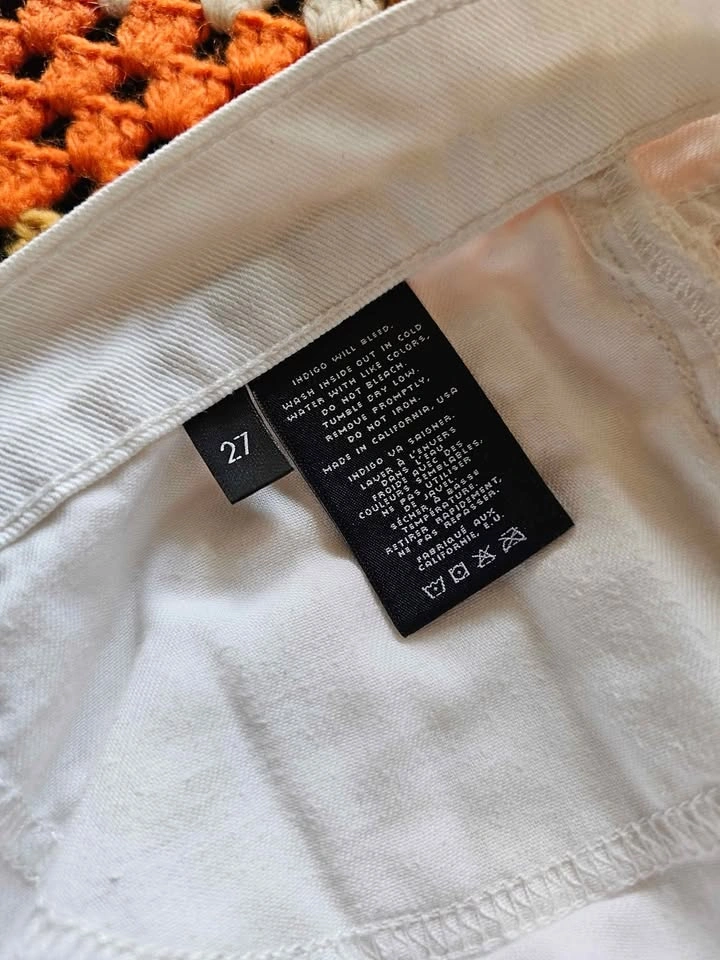 27
INDIGO WILL BLEED.
WASH INSIDE OUT IN COLD
WATER WITH LIKE COLORS,
DO NOT BLEACH.
TUMBLE DRY LOW.
REMOVE PROMPTLY,
DO NOT IRON.
MADE IN CALIFORNIA, USA
INDIGO VA SAIGNER.
LAVER À L'ENVERS
DANS L'EAU
FROIDE AVEC DES
COULEURS SEMBLABLES,
NE PAS UTILISER
DE JAVEL.
SÉCHER À BASSE
TEMPÉRATURE.
RETIRER RAPIDEMENT,
NE PAS REPASSER.
FABRIQUÉ AUX
CALIFORNIE, É.U.